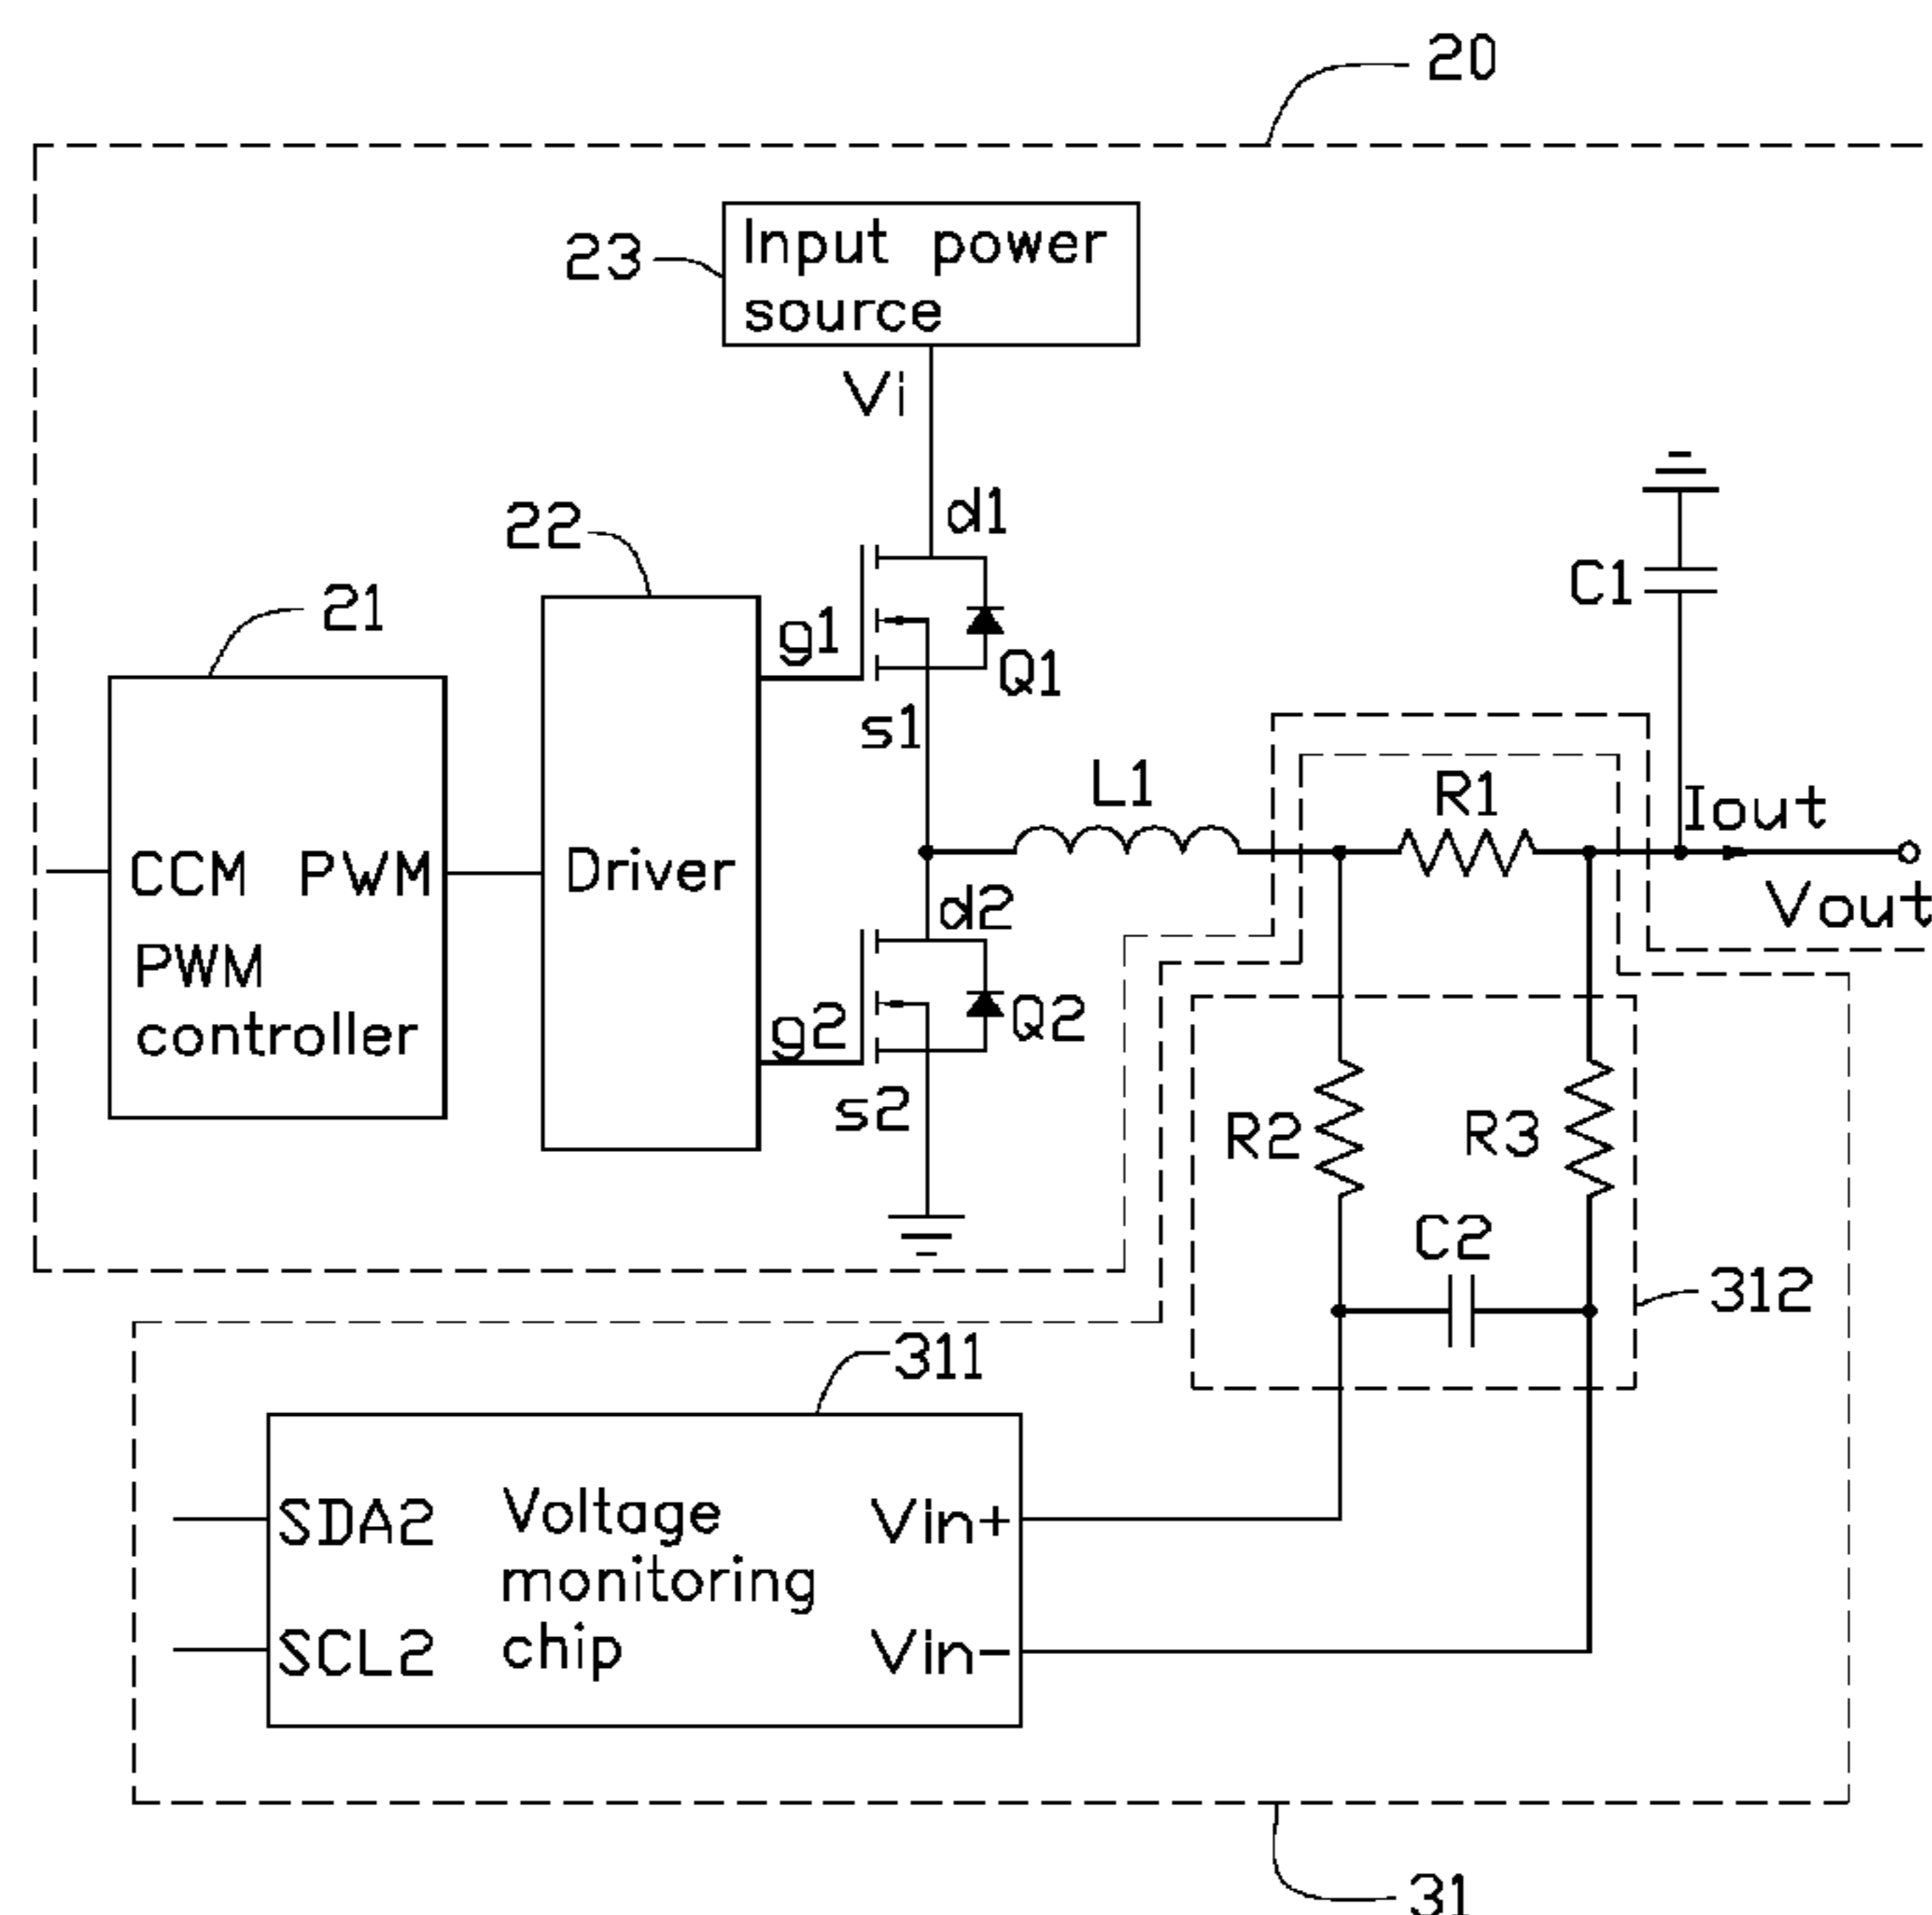 20
23
Input power
source
Vi
d1
22
C1
21
g1
Q1
s1
L1
R1
Iout
CCM PWM
Driver
Vout
d2
PWM
controller
g2
Q2
s2
R2
R3
C2
312
311
SDA2
Voltage
monitoring
chip
Vin+
SCL2
Vin-
31